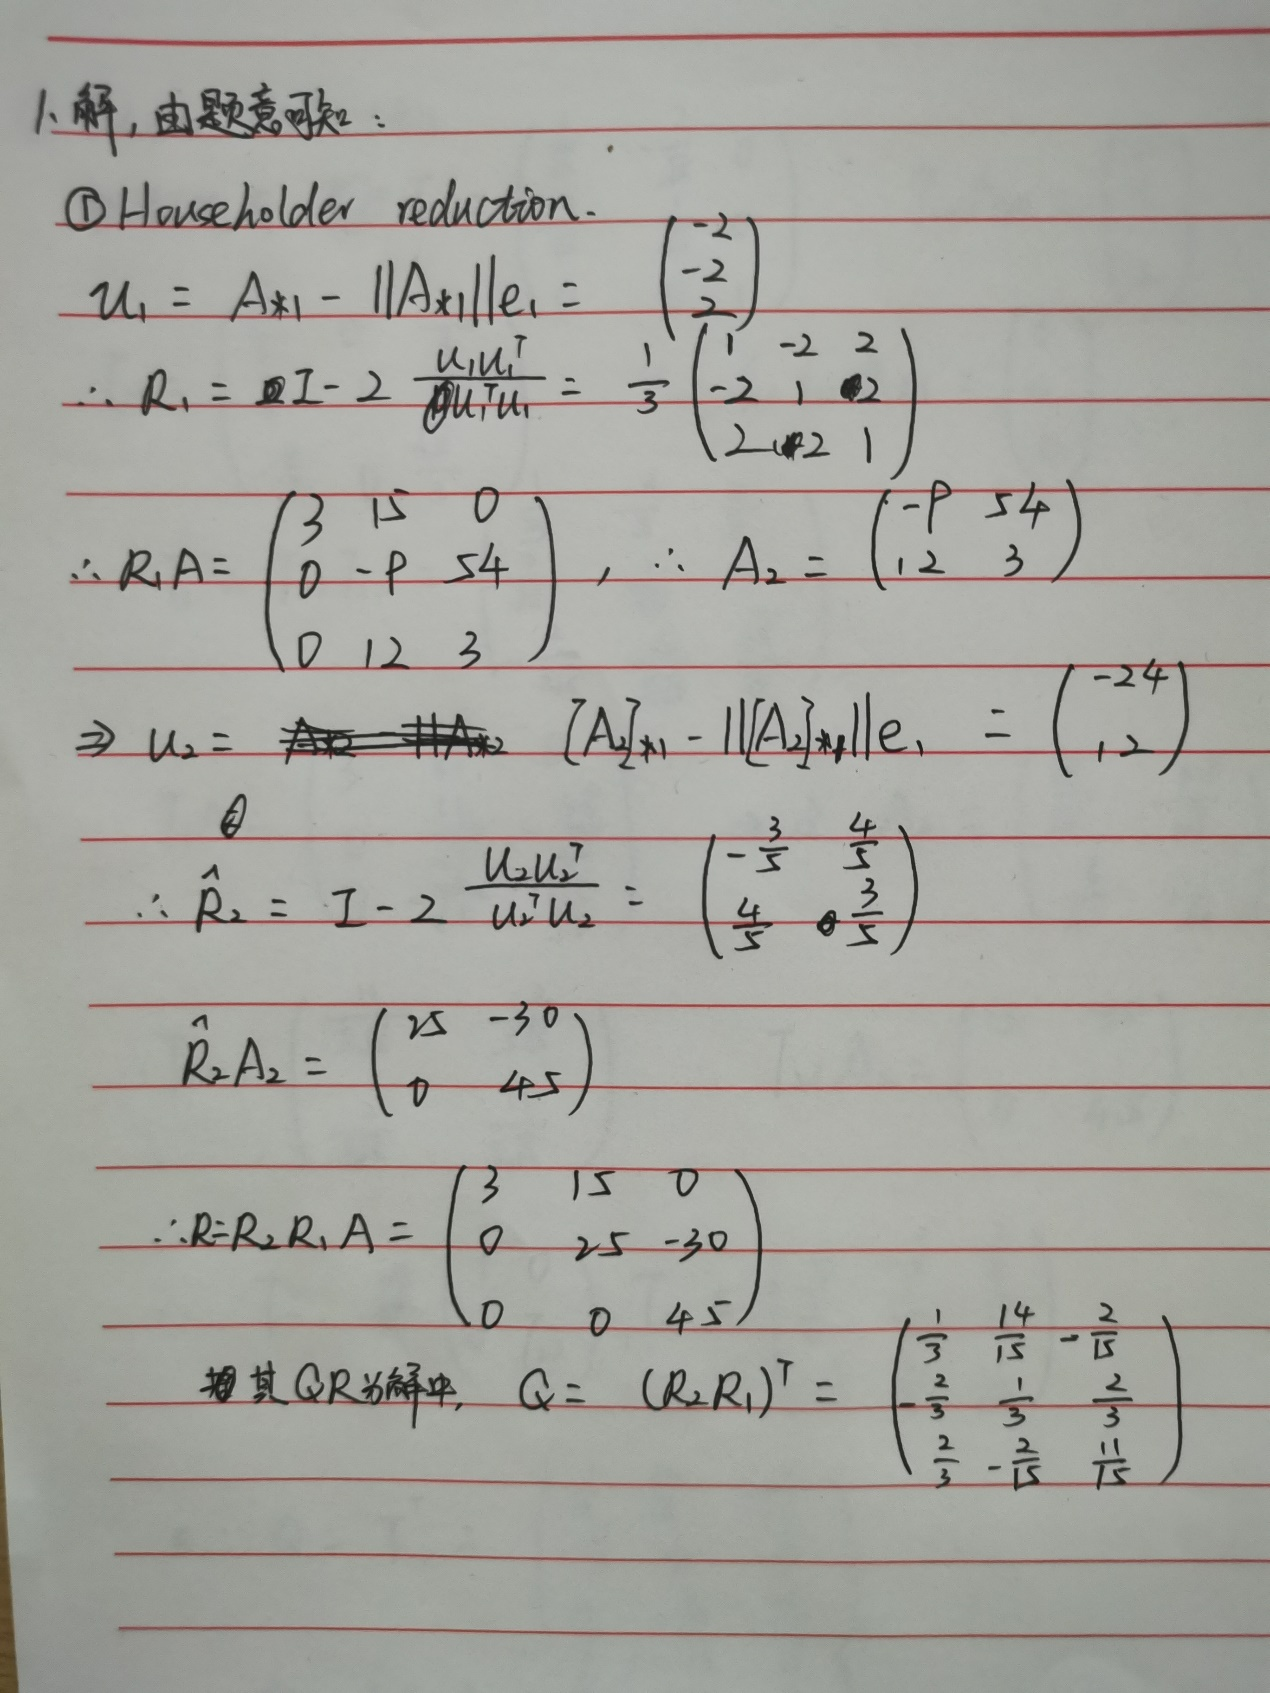 1. 解, 由题意可知:
① Householder reduction.
u₁ = A*₁ - ||A*₁||e₁ = (-2; -2; 2)
∴ R₁ = I - 2 u₁u₁ᵀ / u₁ᵀu₁ = 1/3 (1 -2 2; -2 1 2; 2 2 1)
∴ R₁A = (3 15 0; 0 -9 54; 0 12 3), ∴ A₂ = (-9 54; 12 3)
⇒ u₂ = [A₂]*₁ - ||[A₂]*₁||e₁ = (-24; 12)
∴ R̂₂ = I - 2 u₂u₂ᵀ / u₂ᵀu₂ = (-3/5 4/5; 4/5 3/5)
R̂₂A₂ = (25 -30; 0 45)
∴ R = R₂R₁A = (3 15 0; 0 25 -30; 0 0 45)
其QR分解中, Q = (R₂R₁)ᵀ = (1/3 14/15 -2/15; -2/3 1/3 2/3; 2/3 -2/15 11/15)